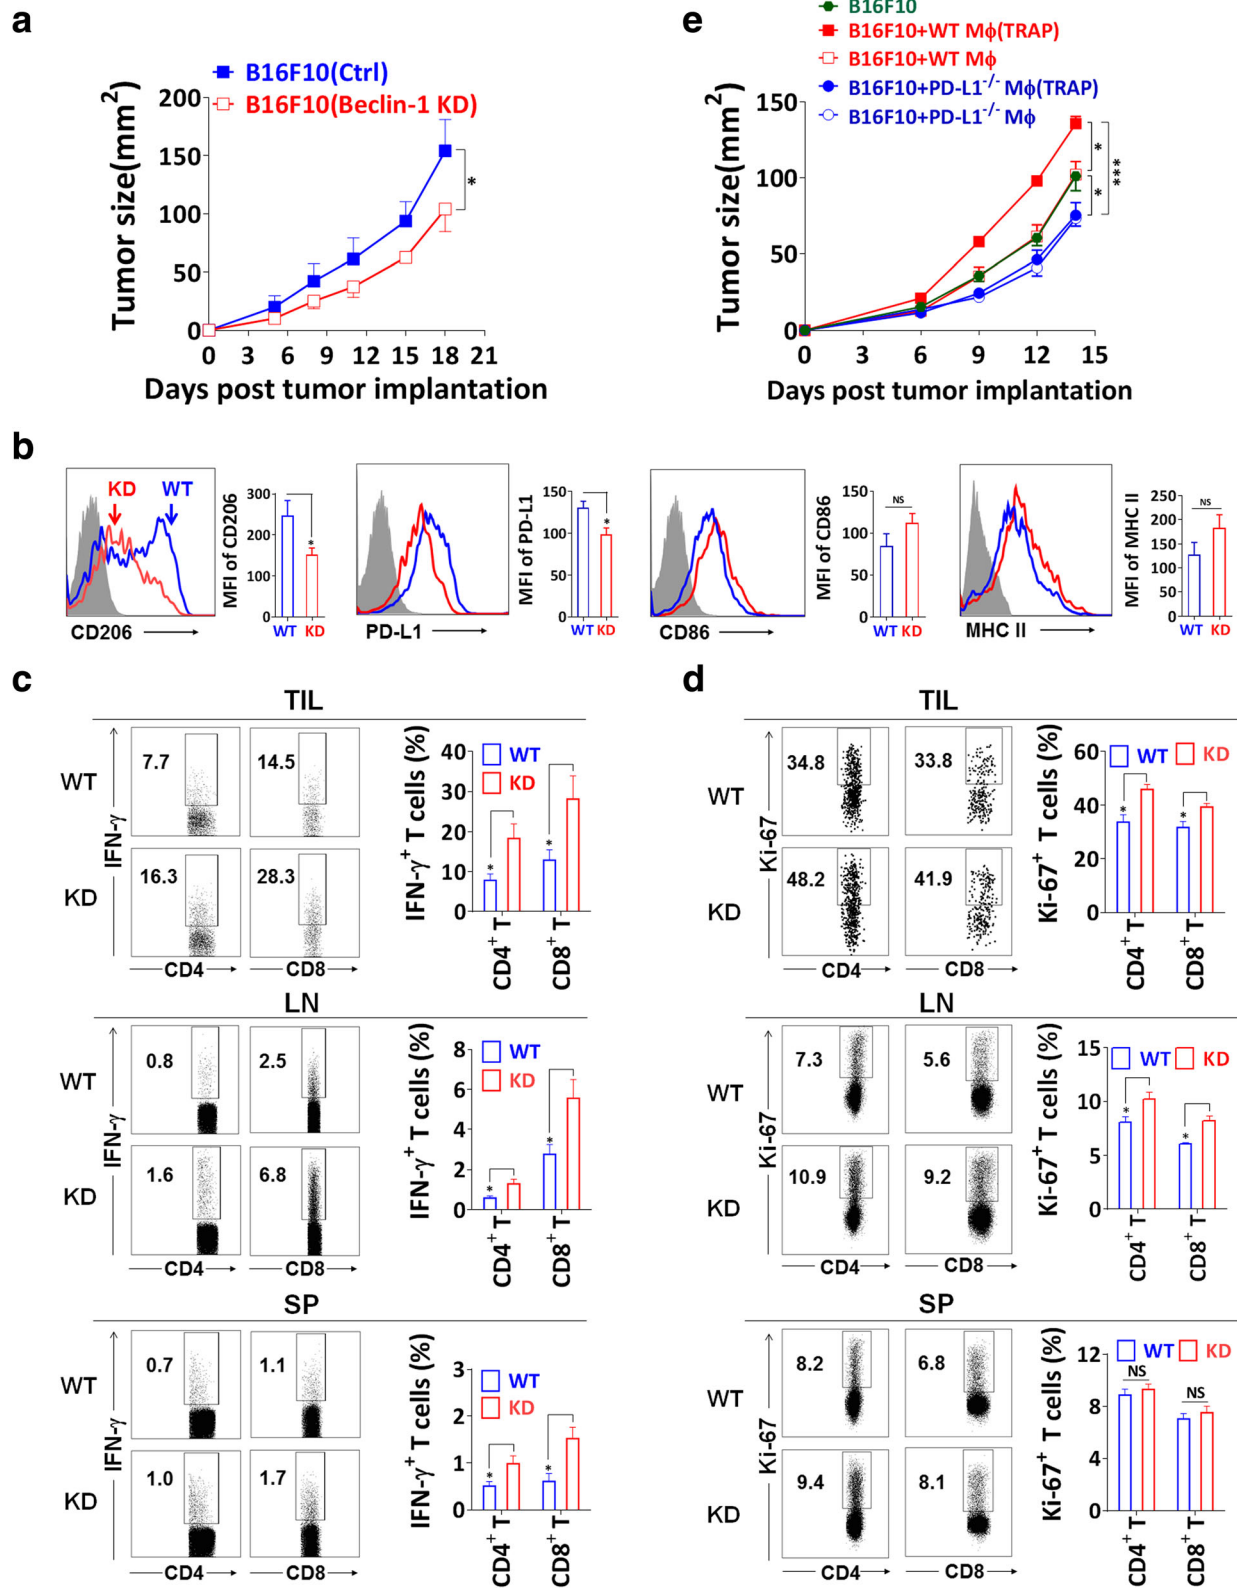 a
B16F10(Ctrl)
B16F10(Beclin-1 KD)
Tumor size(mm²)
200
150
100
50
0
*
0 3 6 9 12 15 18 21
Days post tumor implantation
e
B16F10
B16F10+WT Mϕ(TRAP)
B16F10+WT Mϕ
B16F10+PD-L1⁻/⁻ Mϕ(TRAP)
B16F10+PD-L1⁻/⁻ Mϕ
Tumor size(mm²)
150
100
50
0
*
*
***
0 3 6 9 12 15
Days post tumor implantation
b
KD WT
CD206
MFI of CD206
300
200
100
0
*
WT KD
PD-L1
MFI of PD-L1
150
100
50
0
*
WT KD
CD86
MFI of CD86
150
100
50
0
NS
WT KD
MHC II
MFI of MHC II
250
200
150
100
50
0
NS
WT KD
c
TIL
WT
KD
IFN-γ
7.7
14.5
16.3
28.3
CD4
CD8
IFN-γ⁺ T cells (%)
40
30
20
10
0
WT
KD
*
*
CD4⁺ T
CD8⁺ T
LN
WT
KD
IFN-γ
0.8
2.5
1.6
6.8
CD4
CD8
IFN-γ⁺ T cells (%)
8
6
4
2
0
WT
KD
*
*
CD4⁺ T
CD8⁺ T
SP
WT
KD
IFN-γ
0.7
1.1
1.0
1.7
CD4
CD8
IFN-γ⁺ T cells (%)
3
2
1
0
WT
KD
*
*
CD4⁺ T
CD8⁺ T
d
TIL
WT
KD
Ki-67
34.8
33.8
48.2
41.9
CD4
CD8
Ki-67⁺ T cells (%)
60
40
20
0
WT KD
*
*
CD4⁺ T
CD8⁺ T
LN
WT
KD
Ki-67
7.3
5.6
10.9
9.2
CD4
CD8
Ki-67⁺ T cells (%)
15
10
5
0
WT KD
*
*
CD4⁺ T
CD8⁺ T
SP
WT
KD
Ki-67
8.2
6.8
9.4
8.1
CD4
CD8
Ki-67⁺ T cells (%)
12
8
4
0
WT KD
NS
NS
CD4⁺ T
CD8⁺ T